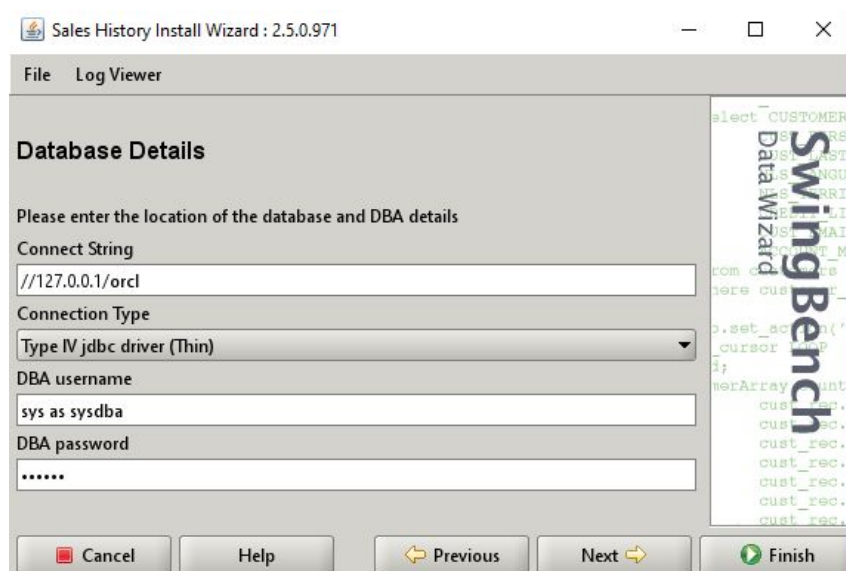 Sales History Install Wizard : 2.5.0.971
File Log Viewer
Database Details
Please enter the location of the database and DBA details
Connect String
//127.0.0.1/orcl
Connection Type
Type IV jdbc driver (Thin)
DBA username
sys as sysdba
DBA password
••••••
Cancel Help Previous Next Finish
SwingBench
Data Wizard